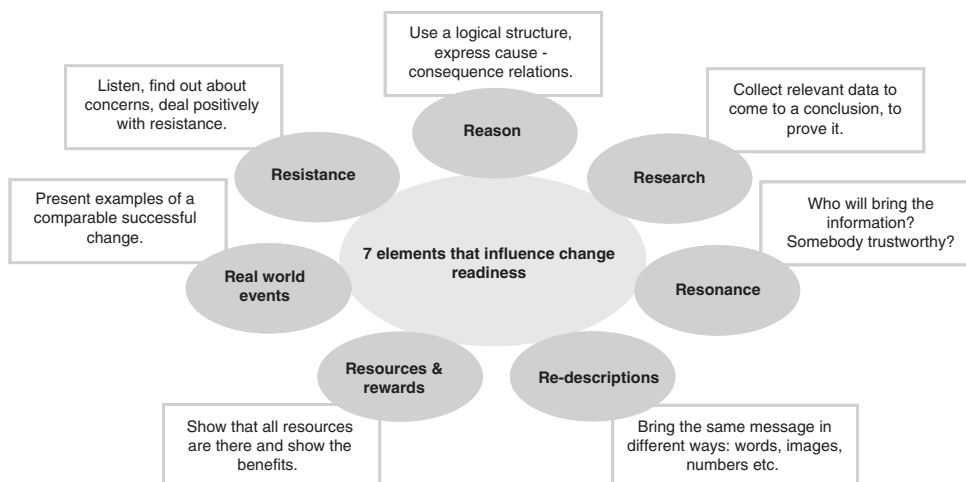 Use a logical structure,
express cause -
consequence relations.
Reason
Collect relevant data to
come to a conclusion, to
prove it.
Research
Who will bring the
information?
Somebody trustworthy?
Resonance
Re-descriptions
Bring the same message in
different ways: words, images,
numbers etc.
Resources &
rewards
Show that all resources
are there and show the
benefits.
Real world
events
Present examples of a
comparable successful
change.
Resistance
Listen, find out about
concerns, deal positively
with resistance.
7 elements that influence change
readiness